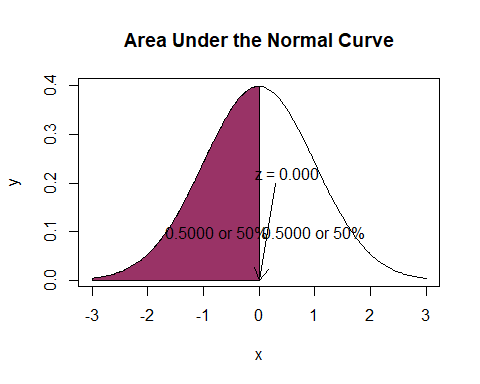 Area Under the Normal Curve
y
0.4
0.3
0.2
0.1
0.0
z = 0.000
0.5000 or 50%
0.5000 or 50%
-3 -2 -1 0 1 2 3
x